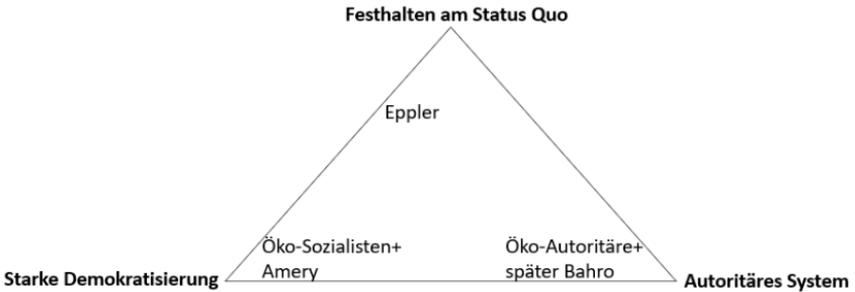 Festhalten am Status Quo
Eppler
Öko-Sozialisten+
Amery
Öko-Autoritäre+
später Bahro
Starke Demokratisierung
Autoritäres System